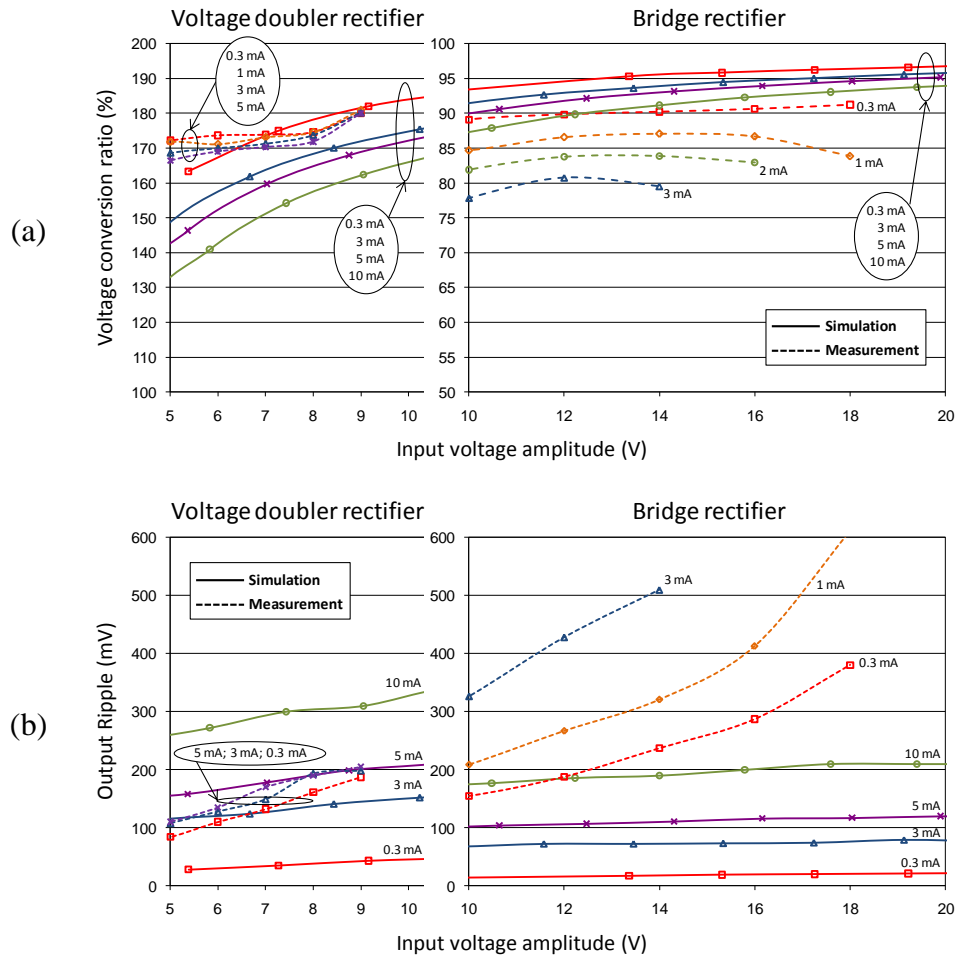 Voltage doubler rectifier
Bridge rectifier
(a)
Voltage conversion ratio (%)
200
190
180
170
160
150
140
130
120
110
100
0.3 mA
1 mA
3 mA
5 mA
0.3 mA
3 mA
5 mA
10 mA
5 6 7 8 9 10
100
95
90
85
80
75
70
65
60
55
50
0.3 mA
1 mA
2 mA
3 mA
0.3 mA
3 mA
5 mA
10 mA
Simulation
Measurement
10 12 14 16 18 20
Input voltage amplitude (V)
Voltage doubler rectifier
Bridge rectifier
(b)
Output Ripple (mV)
600
500
400
300
200
100
0
Simulation
Measurement
10 mA
5 mA; 3 mA; 0.3 mA
5 mA
3 mA
0.3 mA
5 6 7 8 9 10
600
500
400
300
200
100
0
3 mA
1 mA
0.3 mA
10 mA
5 mA
3 mA
0.3 mA
10 12 14 16 18 20
Input voltage amplitude (V)